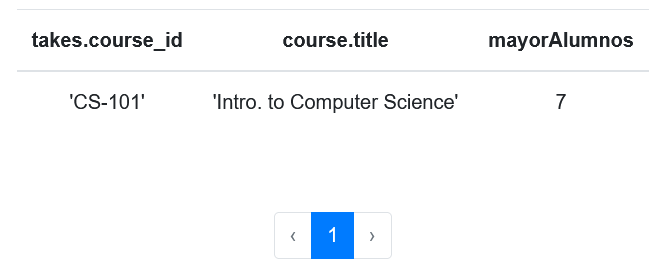 takes.course_id course.title mayorAlumnos
'CS-101' 'Intro. to Computer Science' 7
‹ 1 ›